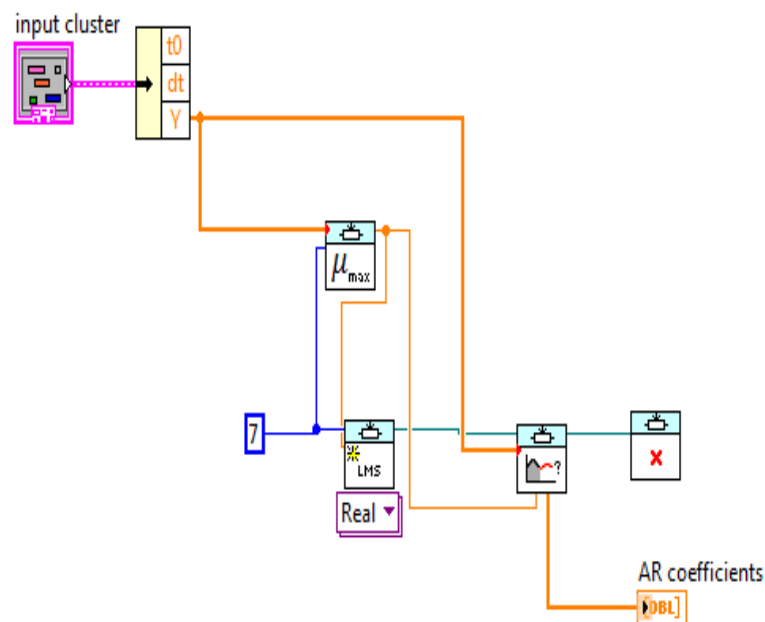 input cluster
t0
dt
Y
μmax
7
LMS
?
Real
AR coefficients
DBL]